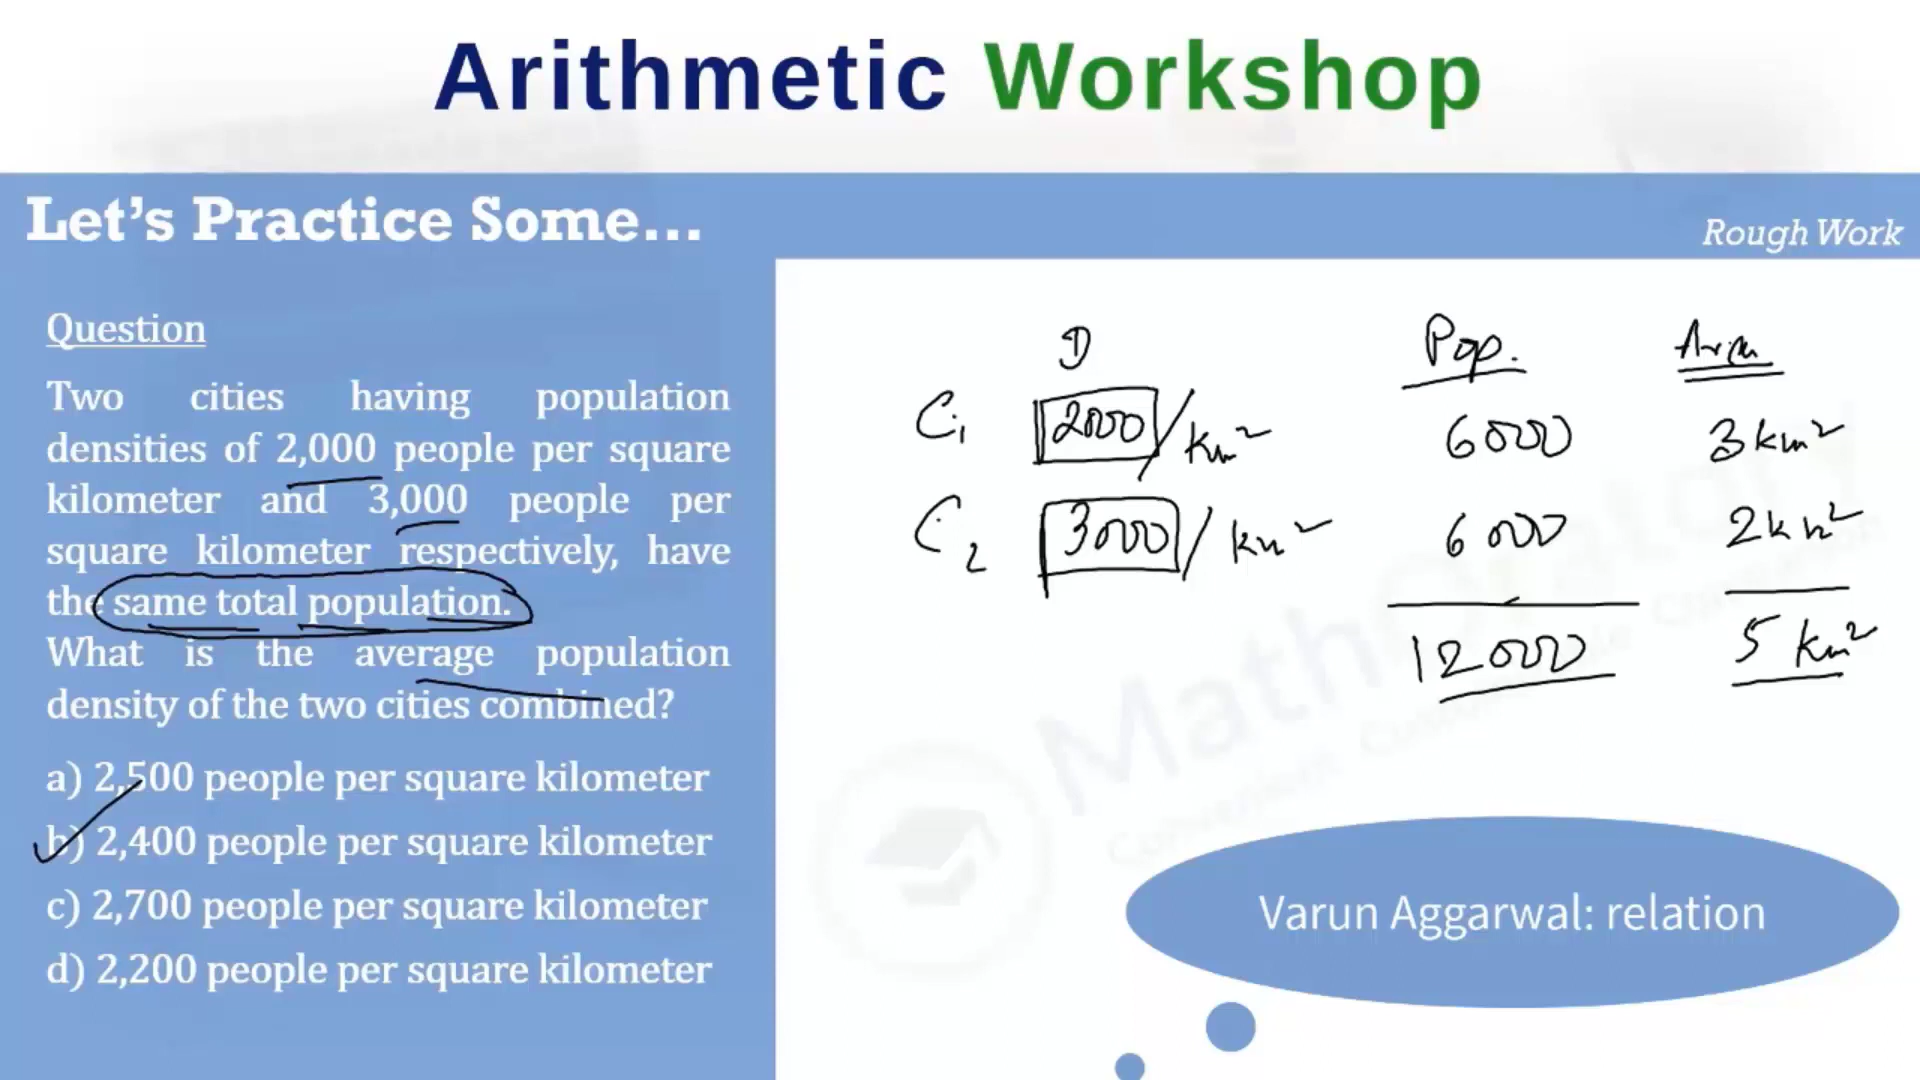 Arithmetic Workshop
Let's Practice Some...
Rough Work
Question
Two cities having population
densities of 2,000 people per square
kilometer and 3,000 people per
square kilometer respectively, have
the same total population.
What is the average population
density of the two cities combined?
a) 2,500 people per square kilometer
b) 2,400 people per square kilometer
c) 2,700 people per square kilometer
d) 2,200 people per square kilometer
D Pop. Area
C1 2000/km² 6000 3km²
C2 3000/km² 6000 2km²
12000 5 km²
MathOratory
Varun Aggarwal: relation